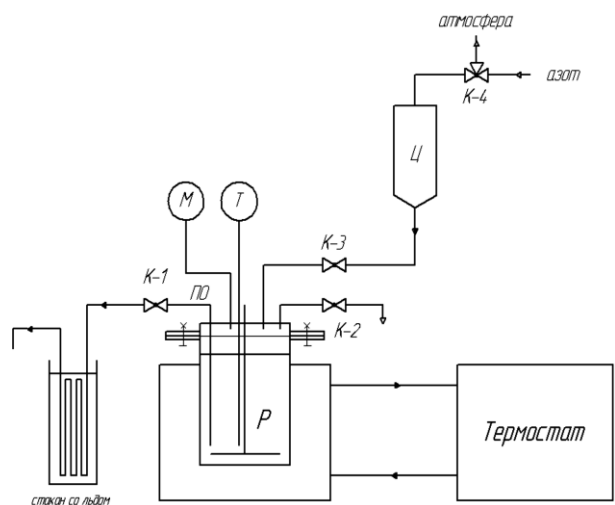 атмосфера
азот
К-4
Ц
М
Т
К-3
К-1
ПО
К-2
Р
Термостат
стакан со льдом